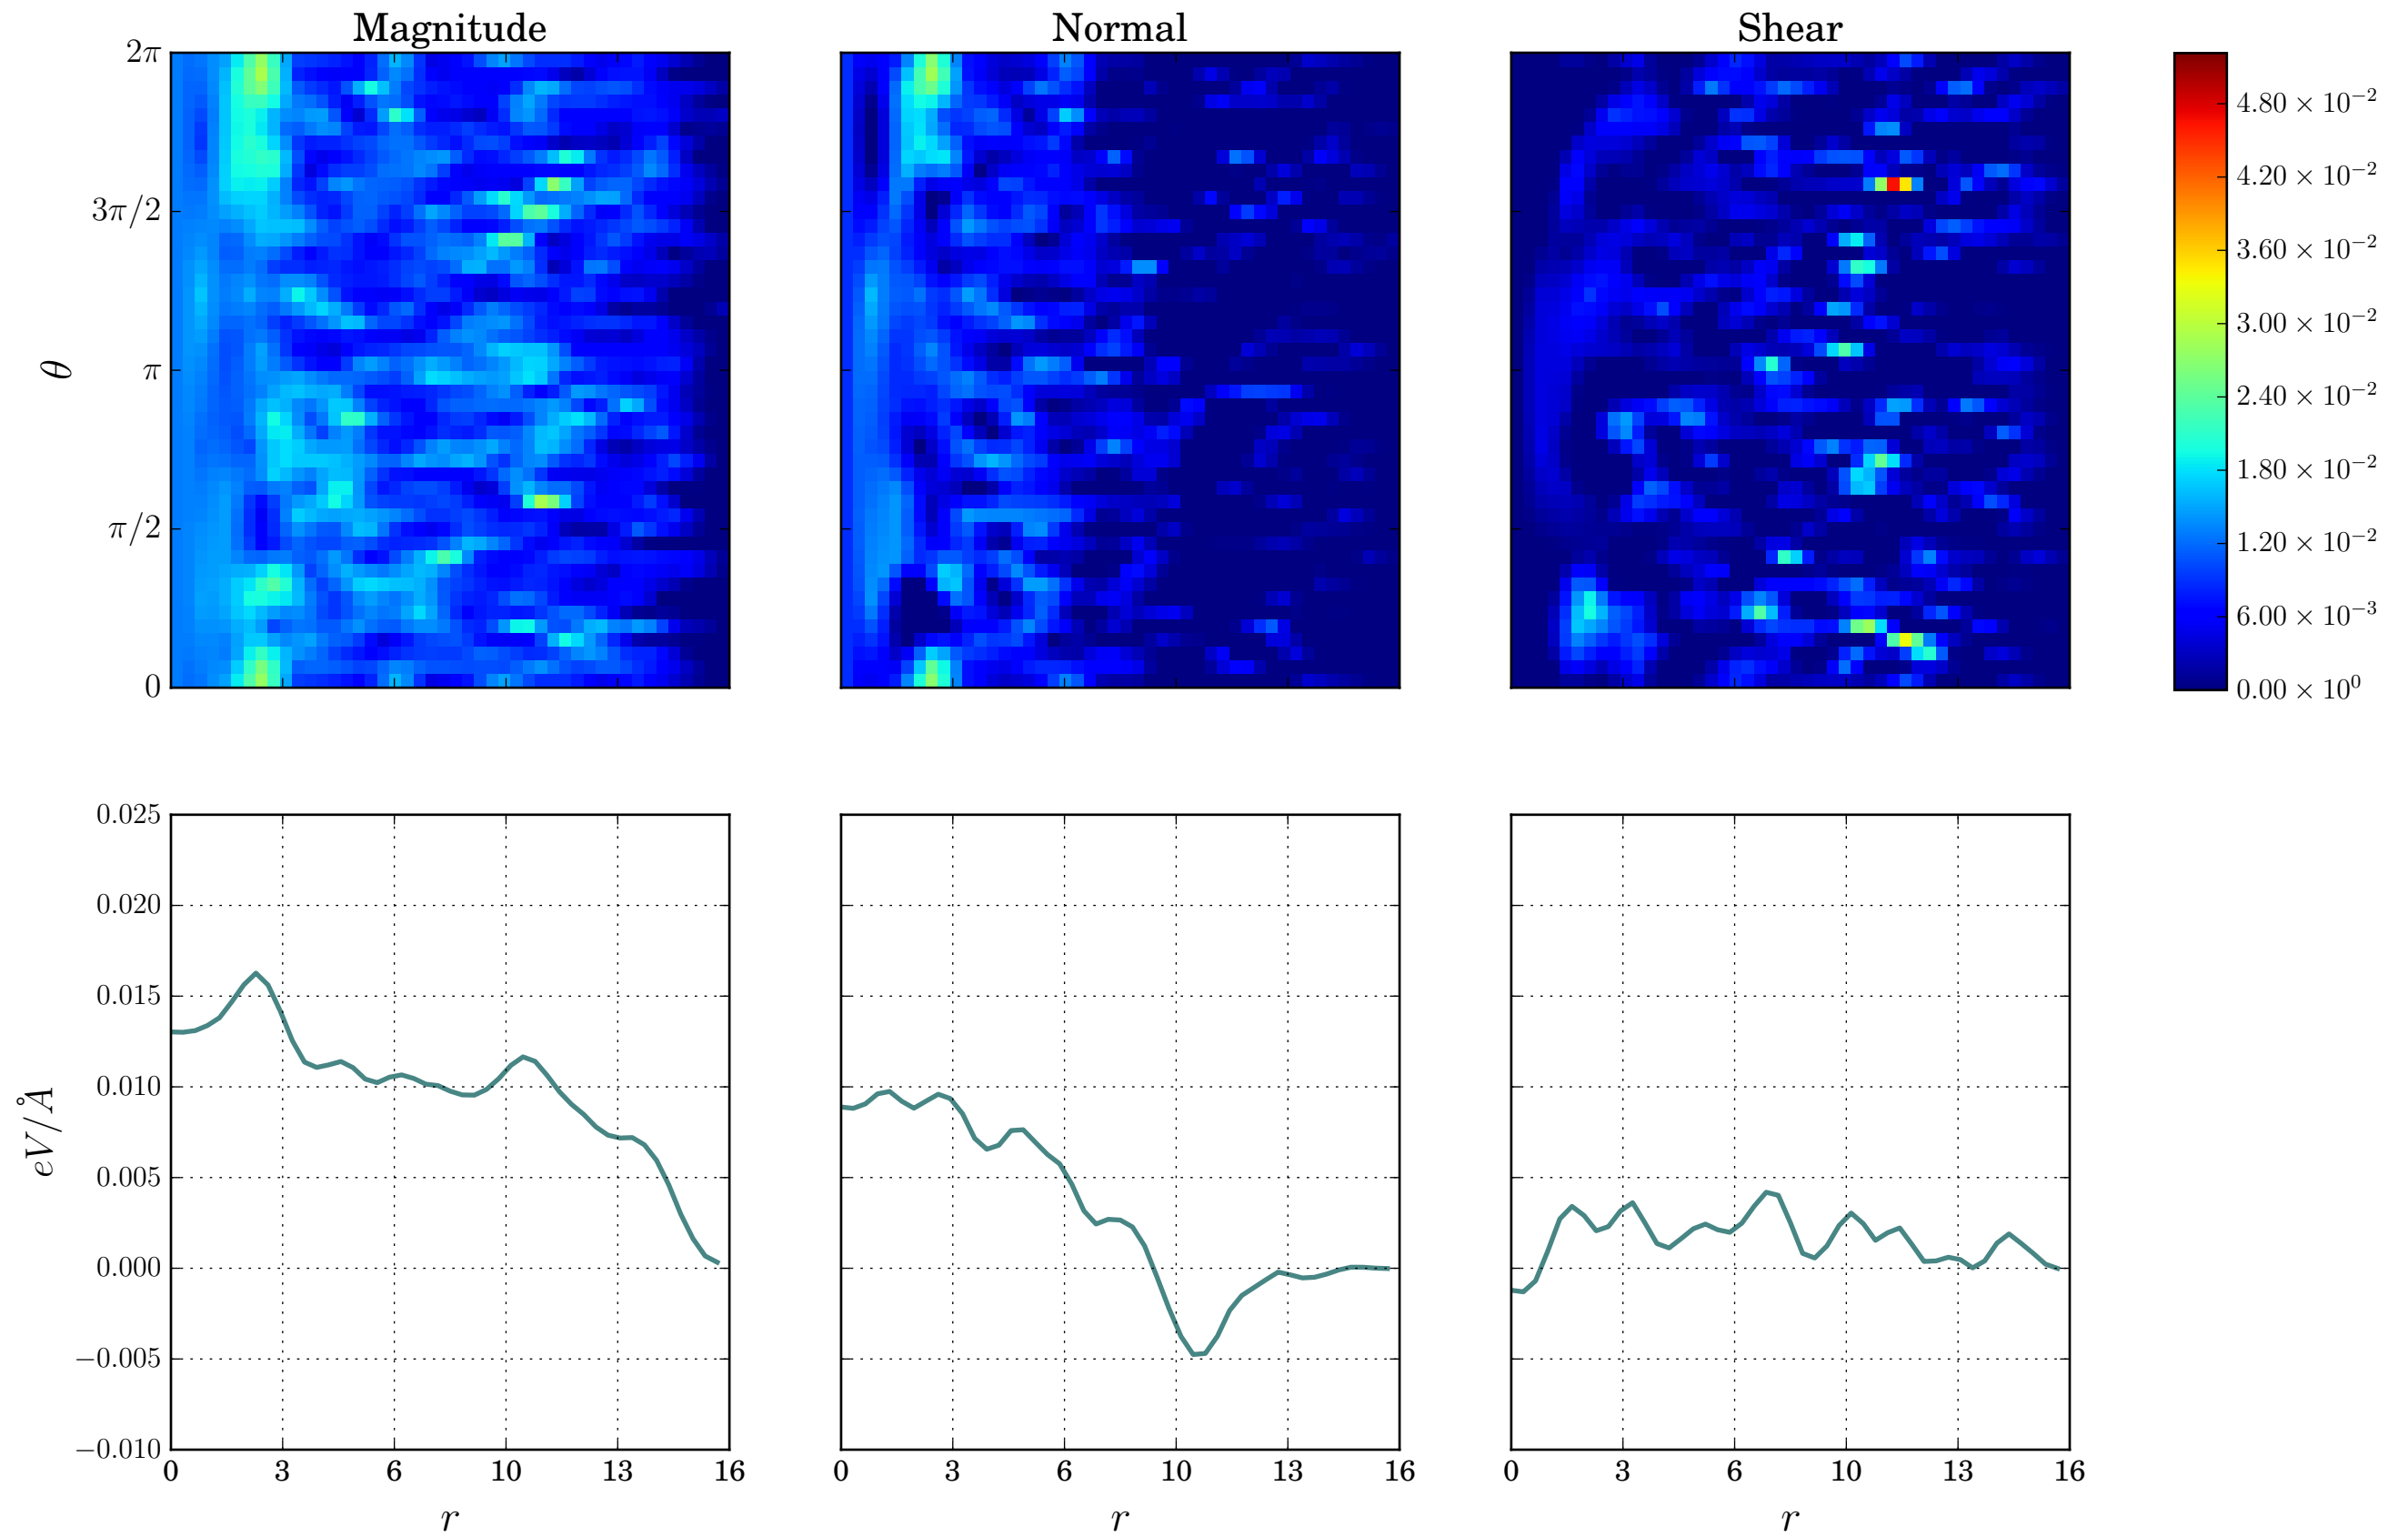 Magnitude Normal Shear
2π
3π/2
π
π/2
0
θ
4.80 × 10⁻²
4.20 × 10⁻²
3.60 × 10⁻²
3.00 × 10⁻²
2.40 × 10⁻²
1.80 × 10⁻²
1.20 × 10⁻²
6.00 × 10⁻³
0.00 × 10⁰
0.025
0.020
0.015
0.010
0.005
0.000
−0.005
−0.010
eV/Å
0 3 6 10 13 16 0 3 6 10 13 16 0 3 6 10 13 16
r r r